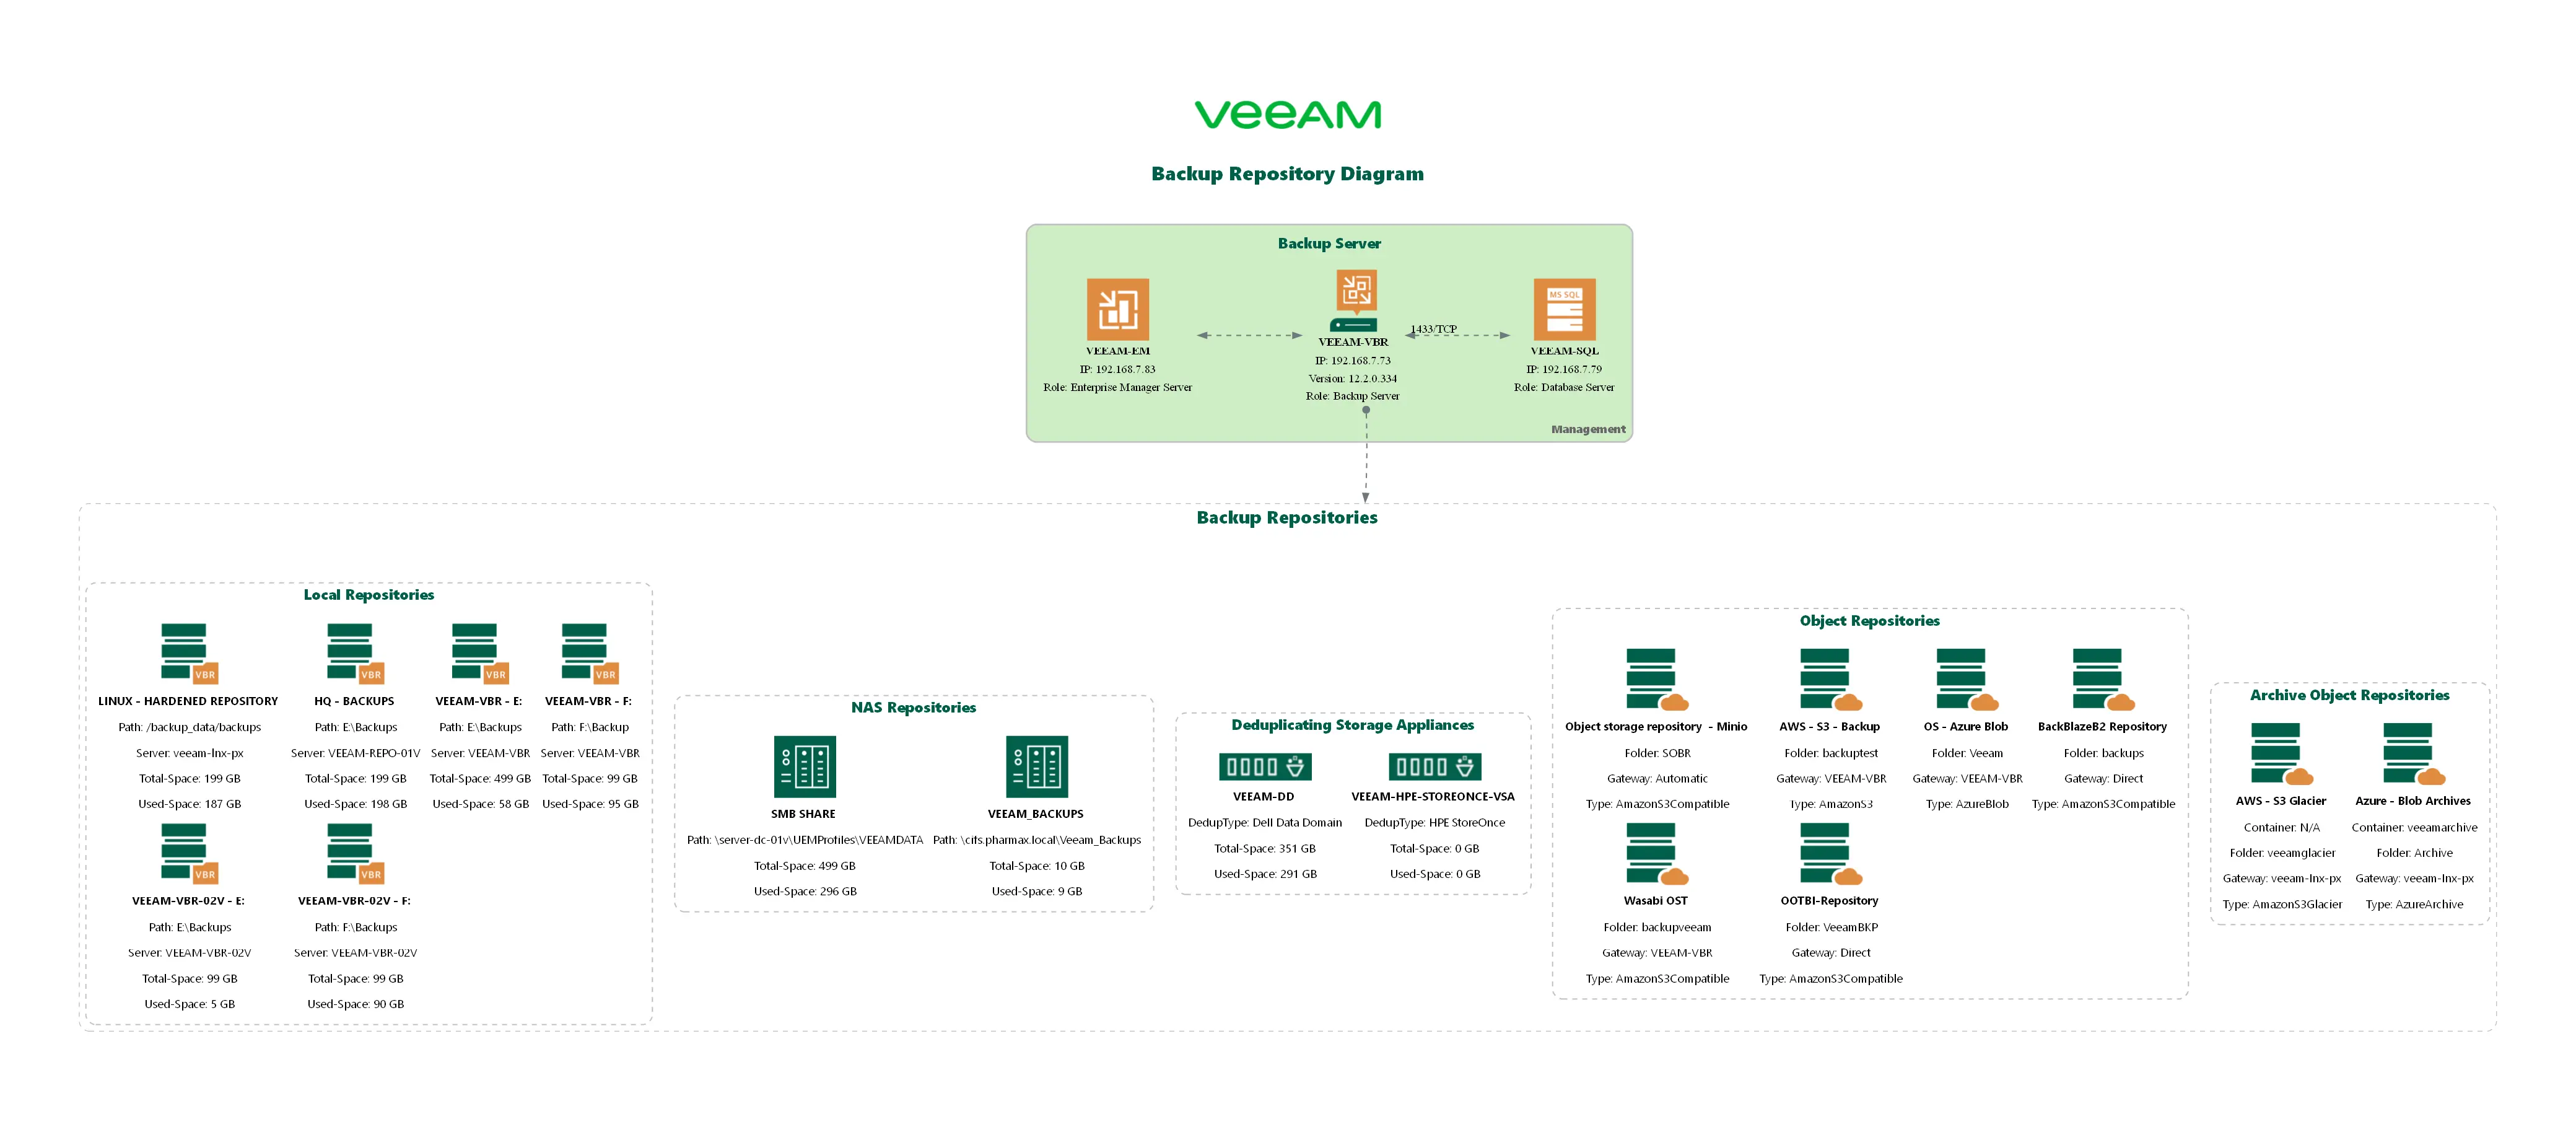 veeAM
Backup Repository Diagram
Backup Server
MS SQL
1433/TCP
VEEAM-EM
IP: 192.168.7.83
Role: Enterprise Manager Server
VEEAM-VBR
IP: 192.168.7.73
Version: 12.2.0.334
Role: Backup Server
VEEAM-SQL
IP: 192.168.7.79
Role: Database Server
Management
Backup Repositories
Local Repositories
VBR
LINUX - HARDENED REPOSITORY
Path: /backup_data/backups
Server: veeam-lnx-px
Total-Space: 199 GB
Used-Space: 187 GB
VBR
HQ - BACKUPS
Path: E:\Backups
Server: VEEAM-REPO-01V
Total-Space: 199 GB
Used-Space: 198 GB
VBR
VEEAM-VBR - E:
Path: E:\Backups
Server: VEEAM-VBR
Total-Space: 499 GB
Used-Space: 58 GB
VBR
VEEAM-VBR - F:
Path: F:\Backup
Server: VEEAM-VBR
Total-Space: 99 GB
Used-Space: 95 GB
VBR
VEEAM-VBR-02V - E:
Path: E:\Backups
Server: VEEAM-VBR-02V
Total-Space: 99 GB
Used-Space: 5 GB
VBR
VEEAM-VBR-02V - F:
Path: F:\Backups
Server: VEEAM-VBR-02V
Total-Space: 99 GB
Used-Space: 90 GB
NAS Repositories
SMB SHARE
Path: \server-dc-01v\UEMProfiles\VEEAMDATA
Total-Space: 499 GB
Used-Space: 296 GB
VEEAM_BACKUPS
Path: \cifs.pharmax.local\Veeam_Backups
Total-Space: 10 GB
Used-Space: 9 GB
Deduplicating Storage Appliances
VEEAM-DD
DedupType: Dell Data Domain
Total-Space: 351 GB
Used-Space: 291 GB
VEEAM-HPE-STOREONCE-VSA
DedupType: HPE StoreOnce
Total-Space: 0 GB
Used-Space: 0 GB
Object Repositories
Object storage repository - Minio
Folder: SOBR
Gateway: Automatic
Type: AmazonS3Compatible
AWS - S3 - Backup
Folder: backuptest
Gateway: VEEAM-VBR
Type: AmazonS3
OS - Azure Blob
Folder: Veeam
Gateway: VEEAM-VBR
Type: AzureBlob
BackBlazeB2 Repository
Folder: backups
Gateway: Direct
Type: AmazonS3Compatible
Wasabi OST
Folder: backupveeam
Gateway: VEEAM-VBR
Type: AmazonS3Compatible
OOTBI-Repository
Folder: VeeamBKP
Gateway: Direct
Type: AmazonS3Compatible
Archive Object Repositories
AWS - S3 Glacier
Container: N/A
Folder: veeamglacier
Gateway: veeam-lnx-px
Type: AmazonS3Glacier
Azure - Blob Archives
Container: veeamarchive
Folder: Archive
Gateway: veeam-lnx-px
Type: AzureArchive